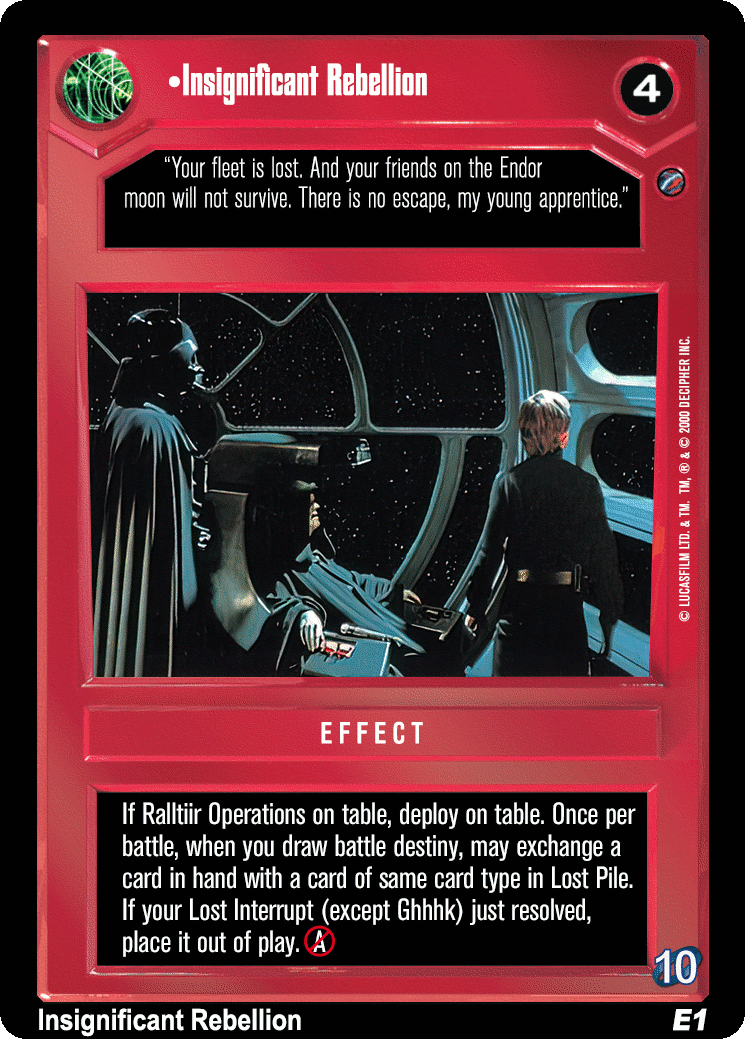 •Insignificant Rebellion
4
“Your fleet is lost. And your friends on the Endor
moon will not survive. There is no escape, my young apprentice.”
© LUCASFILM LTD. & TM. TM, ® & © 2000 DECIPHER INC.
EFFECT
If Ralltiir Operations on table, deploy on table. Once per
battle, when you draw battle destiny, may exchange a
card in hand with a card of same card type in Lost Pile.
If your Lost Interrupt (except Ghhhk) just resolved,
place it out of play. A
10
Insignificant Rebellion
E1